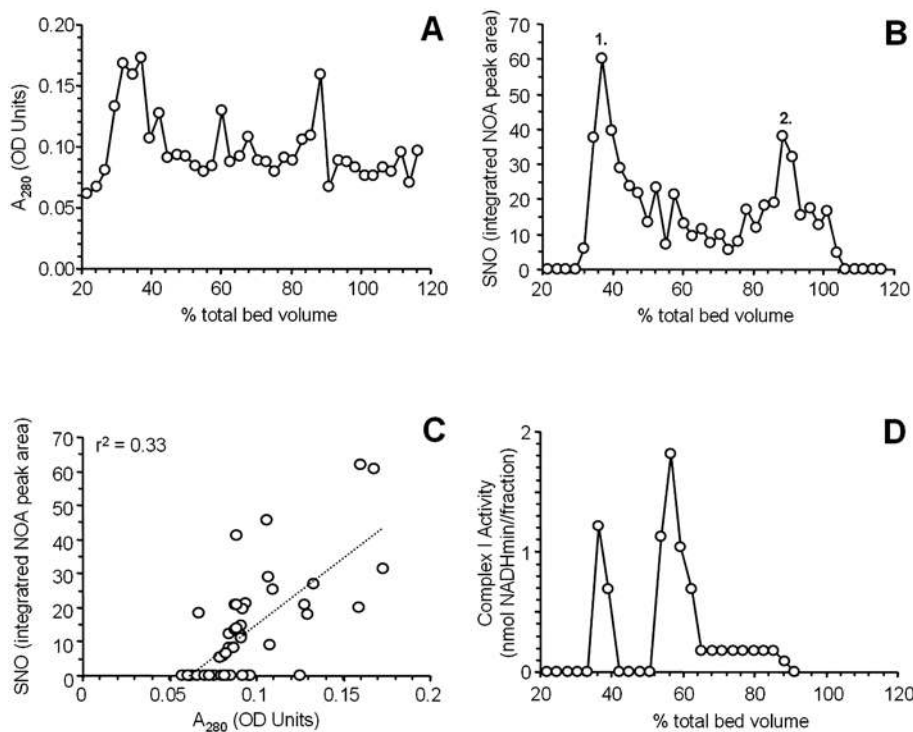 A
0.20
0.15
0.10
0.05
0.00
A280 (OD Units)
20 40 60 80 100 120
% total bed volume
B
1.
2.
70
60
50
40
30
20
10
0
SNO (integratred NOA peak area)
20 40 60 80 100 120
% total bed volume
C
r2 = 0.33
70
60
50
40
30
20
10
0
SNO (integratred NOA peak area)
0 0.05 0.1 0.15 0.2
A280 (OD Units)
D
2
1
0
Complex I Activity
(nmol NADHmin//fraction)
20 40 60 80 100 120
% total bed volume